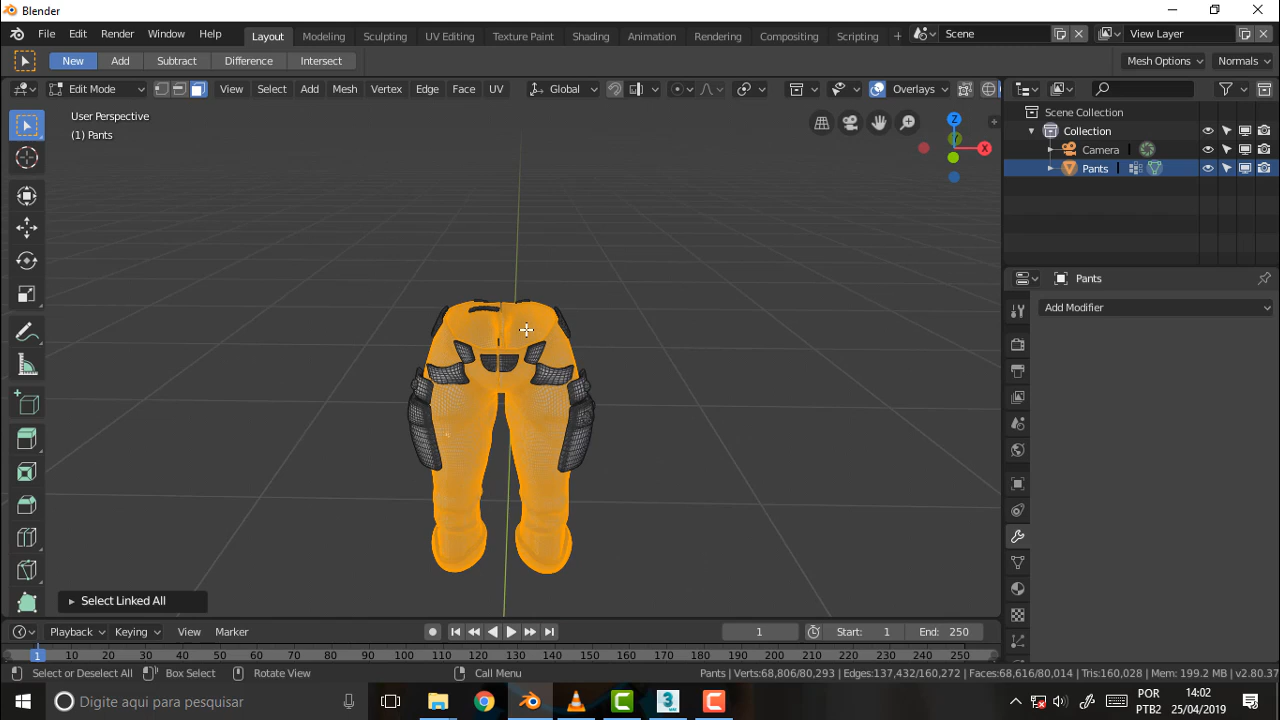 Blender
File Edit Render Window Help Layout Modeling Sculpting UV Editing Texture Paint Shading Animation Rendering Compositing Scripting + Scene View Layer
New Add Subtract Difference Intersect Mesh Options Normals
Edit Mode View Select Add Mesh Vertex Edge Face UV Global Overlays
User Perspective
(1) Pants
Z
Y
X
Scene Collection
Collection
Camera
Pants
Pants
Add Modifier
Select Linked All
Playback Keying View Marker 1 Start: 1 End: 250
1 10 20 30 40 50 60 70 80 90 100 110 120 130 140 150 160 170 180 190 200 210 220 230 240 250
Select or Deselect All Box Select Rotate View Call Menu Pants | Verts:68,806/80,293 | Edges:137,432/160,272 | Faces:68,616/80,014 | Tris:160,028 | Mem: 199.2 MB | v2.80.37
Digite aqui para pesquisar
POR
PTB2
14:02
25/04/2019